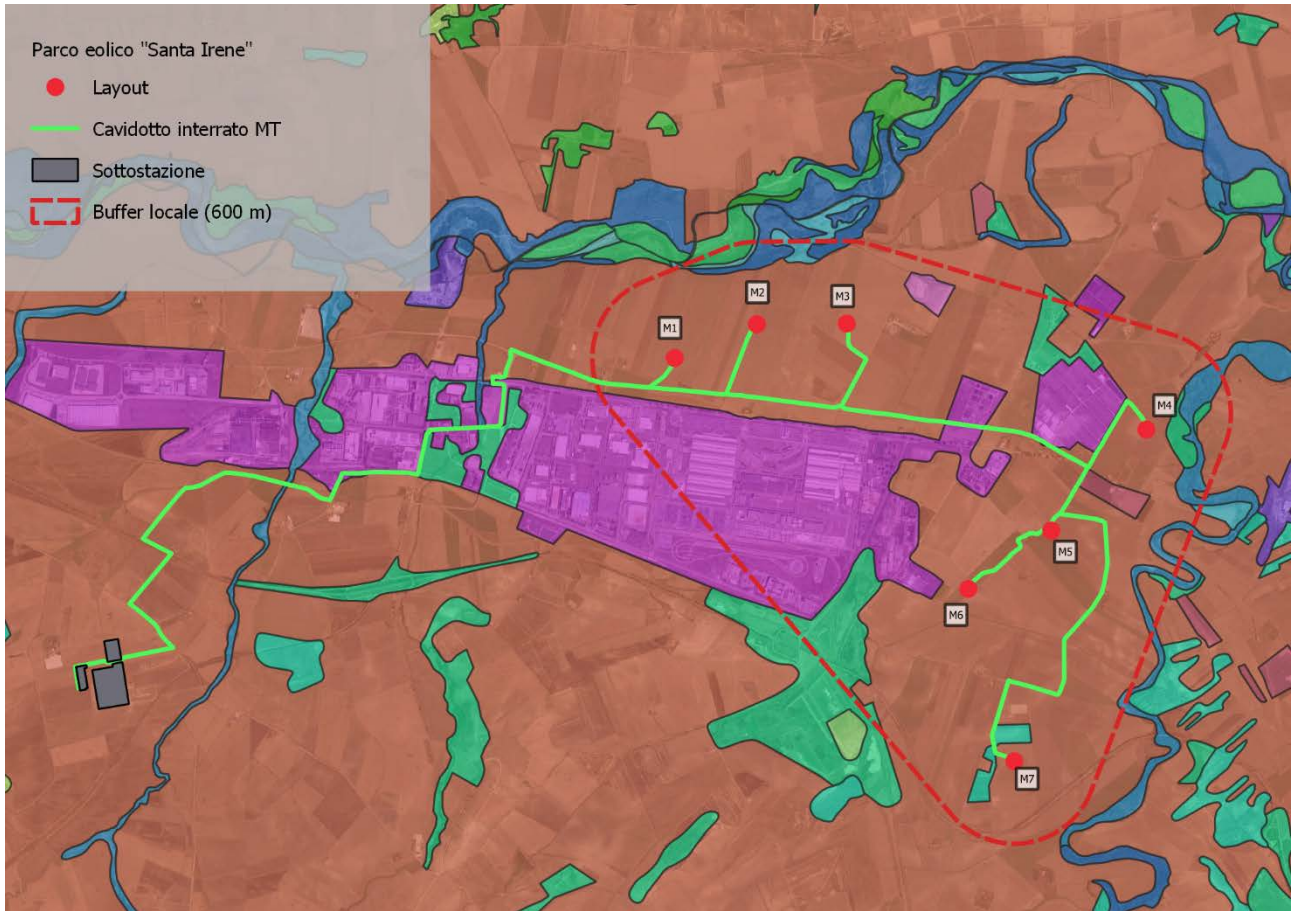 Parco eolico "Santa Irene"
Layout
Cavidotto interrato MT
Sottostazione
Buffer locale (600 m)
M1
M2
M3
M4
M5
M6
M7